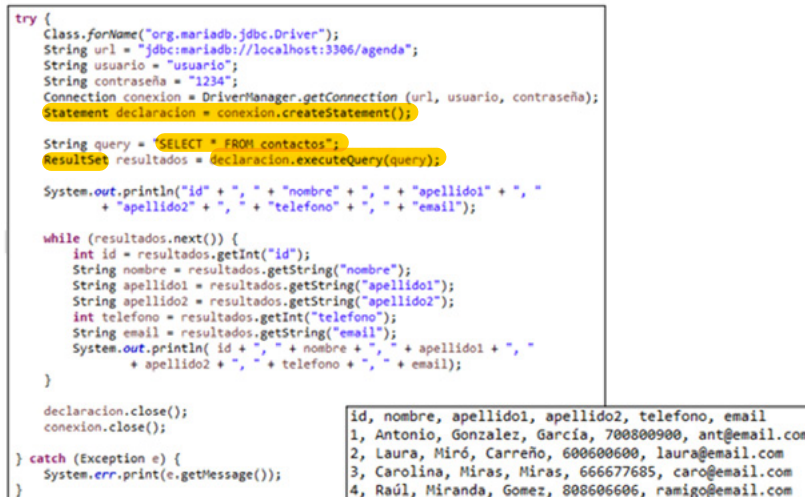 try {
Class.forName("org.mariadb.jdbc.Driver");
String url = "jdbc:mariadb://localhost:3306/agenda";
String usuario = "usuario";
String contraseña = "1234";
Connection conexion = DriverManager.getConnection (url, usuario, contraseña);
Statement declaracion = conexion.createStatement();
String query = "SELECT * FROM contactos";
ResultSet resultados = declaracion.executeQuery(query);
System.out.println("id" + ", " + "nombre" + ", " + "apellido1" + ", "
+ "apellido2" + ", " + "telefono" + ", " + "email");
while (resultados.next()) {
int id = resultados.getInt("id");
String nombre = resultados.getString("nombre");
String apellido1 = resultados.getString("apellido1");
String apellido2 = resultados.getString("apellido2");
int telefono = resultados.getInt("telefono");
String email = resultados.getString("email");
System.out.println( id + ", " + nombre + ", " + apellido1 + ", "
+ apellido2 + ", " + telefono + ", " + email);
}
declaracion.close();
conexion.close();
} catch (Exception e) {
System.err.print(e.getMessage());
}
id, nombre, apellido1, apellido2, telefono, email
1, Antonio, Gonzalez, García, 700800900, ant@email.com
2, Laura, Miró, Carreño, 600600600, laura@email.com
3, Carolina, Miras, Miras, 666677685, caro@email.com
4, Raúl, Miranda, Gomez, 808606606, ramigo@email.com